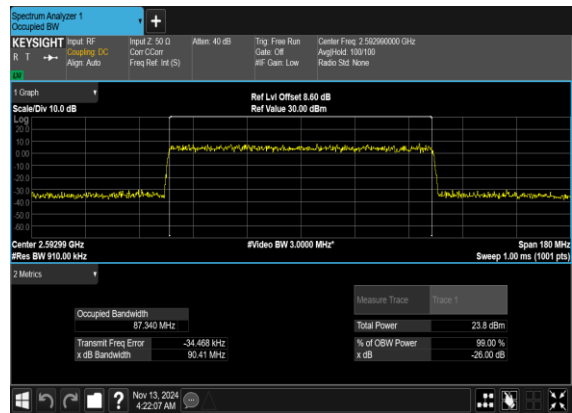 Spectrum Analyzer 1
Occupied BW
KEYSIGHT
R T
Input: RF
Coupling: DC
Align: Auto
Input Z: 50 Ω
Corr CCorr
Freq Ref: Int (S)
Atten: 40 dB
Trig: Free Run
Gate: Off
#IF Gain: Low
Center Freq: 2.592990000 GHz
Avg|Hold: 100/100
Radio Std: None
1 Graph
Scale/Div 10.0 dB
Ref Lvl Offset 8.60 dB
Ref Value 30.00 dBm
Log
20.0
10.0
0.00
-10.0
-20.0
-30.0
-40.0
-50.0
-60.0
Center 2.59299 GHz
#Res BW 910.00 kHz
#Video BW 3.0000 MHz*
Span 180 MHz
Sweep 1.00 ms (1001 pts)
2 Metrics
Measure Trace Trace 1
Occupied Bandwidth
87.340 MHz
Total Power 23.8 dBm
Transmit Freq Error -34.468 kHz
% of OBW Power 99.00 %
x dB Bandwidth 90.41 MHz
x dB -26.00 dB
Nov 13, 2024
4:22:07 AM